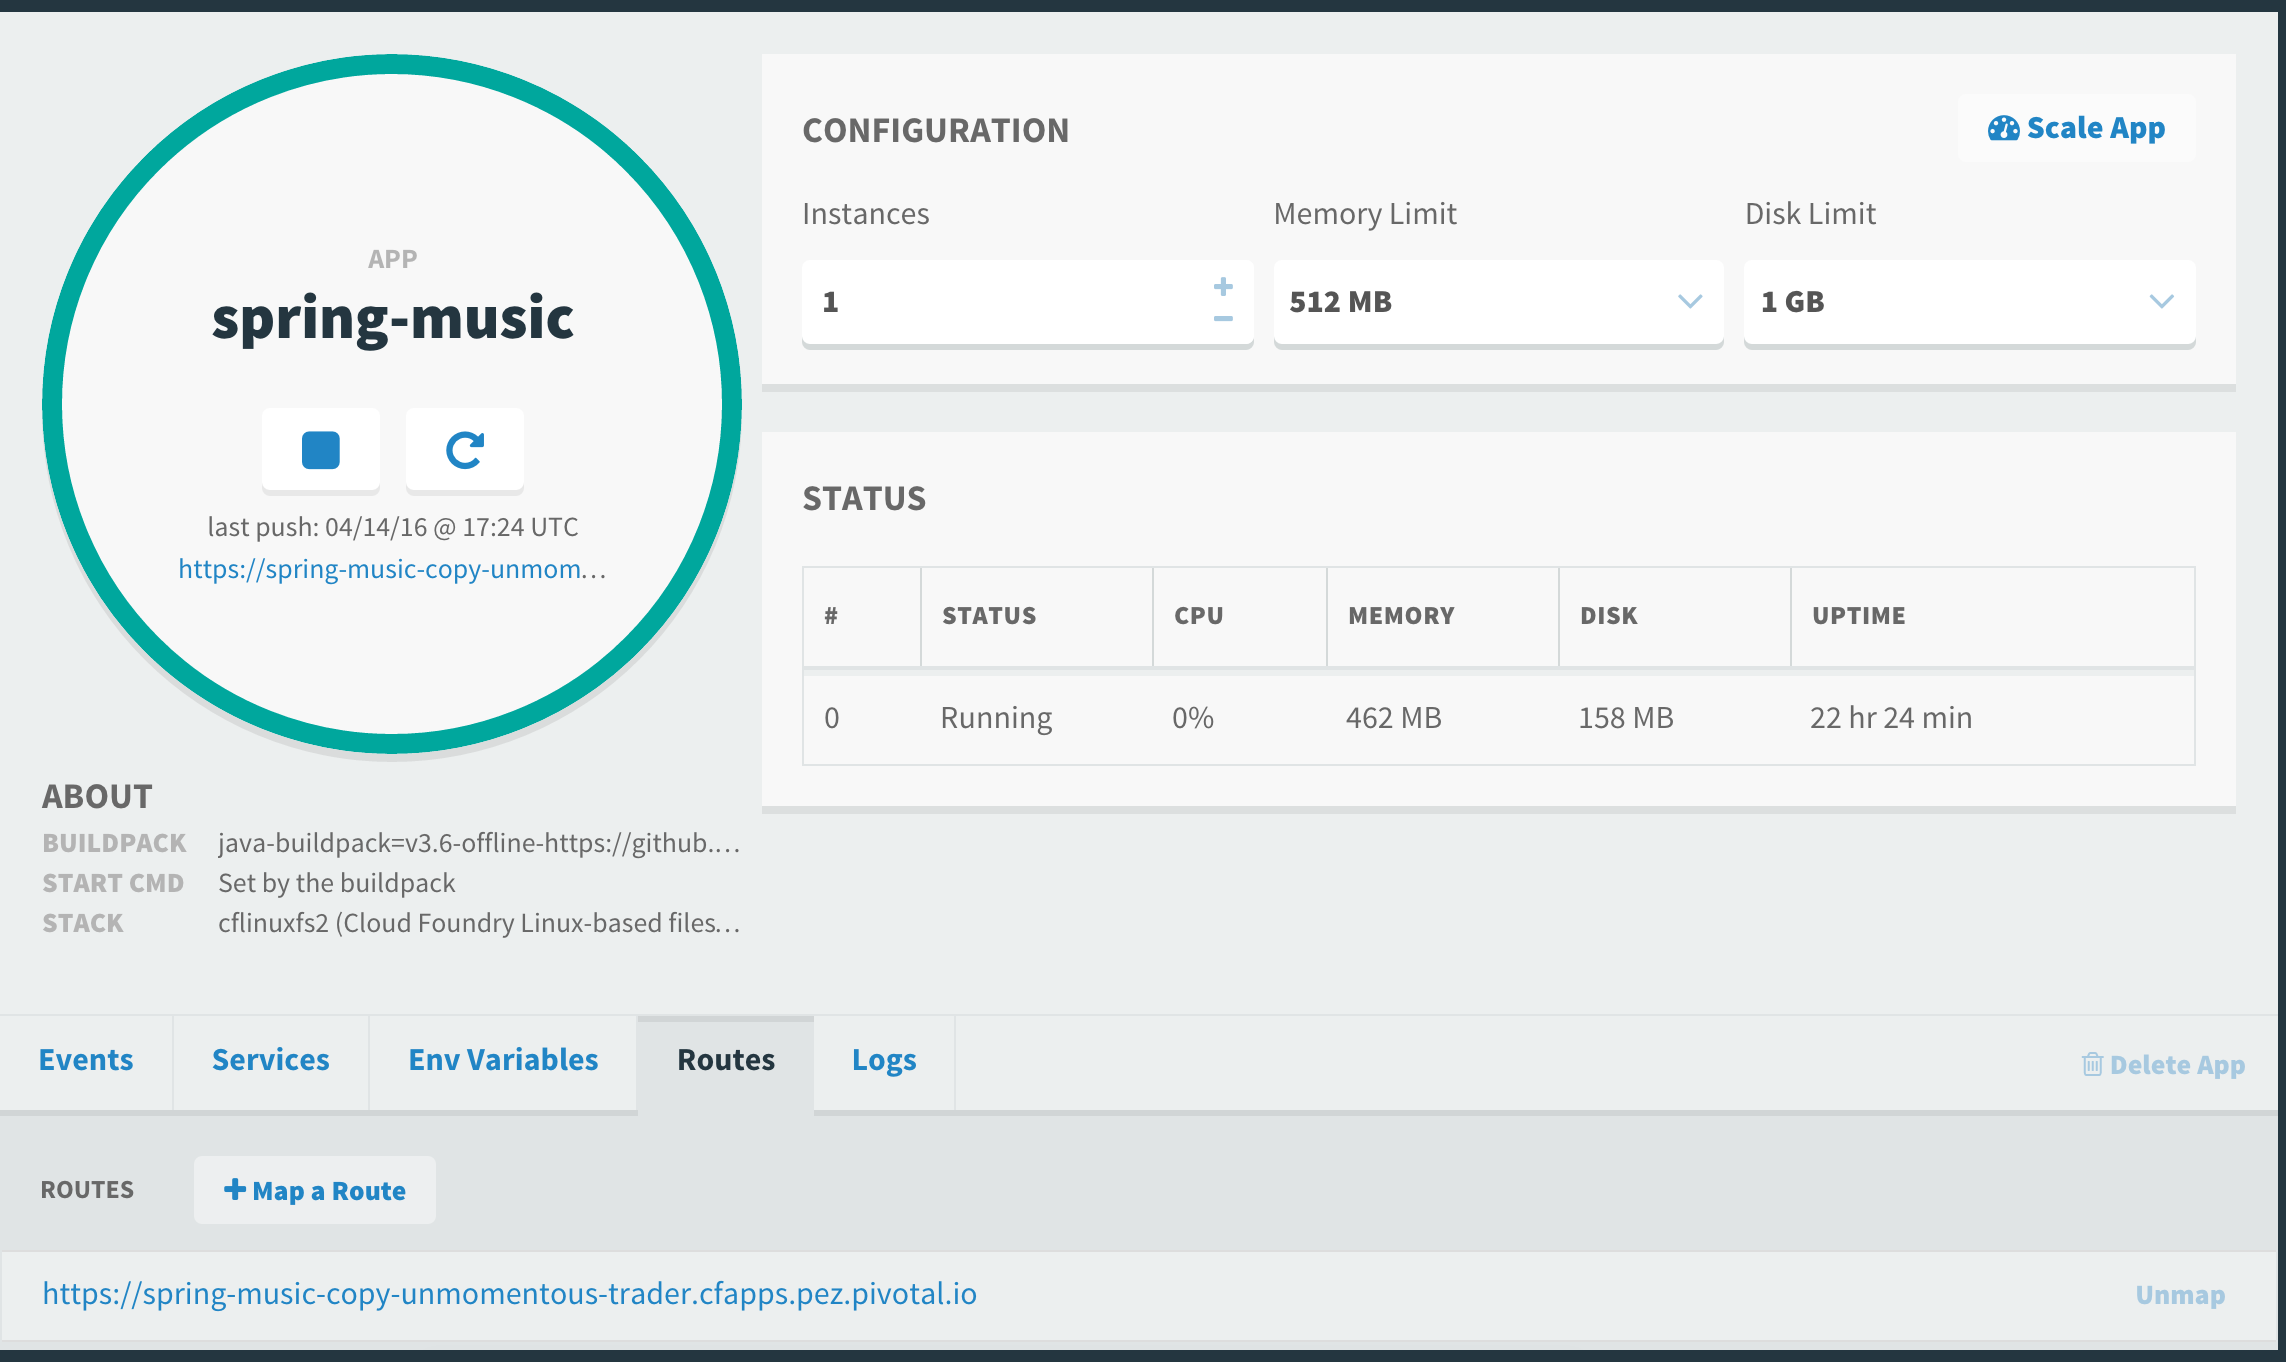 APP
spring-music
last push: 04/14/16 @ 17:24 UTC
https://spring-music-copy-unmom...
ABOUT
BUILDPACK java-buildpack=v3.6-offline-https://github....
START CMD Set by the buildpack
STACK cflinuxfs2 (Cloud Foundry Linux-based files...
CONFIGURATION
Scale App
Instances Memory Limit Disk Limit
1 512 MB 1 GB
STATUS
# STATUS CPU MEMORY DISK UPTIME
0 Running 0% 462 MB 158 MB 22 hr 24 min
Events Services Env Variables Routes Logs Delete App
ROUTES + Map a Route
https://spring-music-copy-unmomentous-trader.cfapps.pez.pivotal.io Unmap